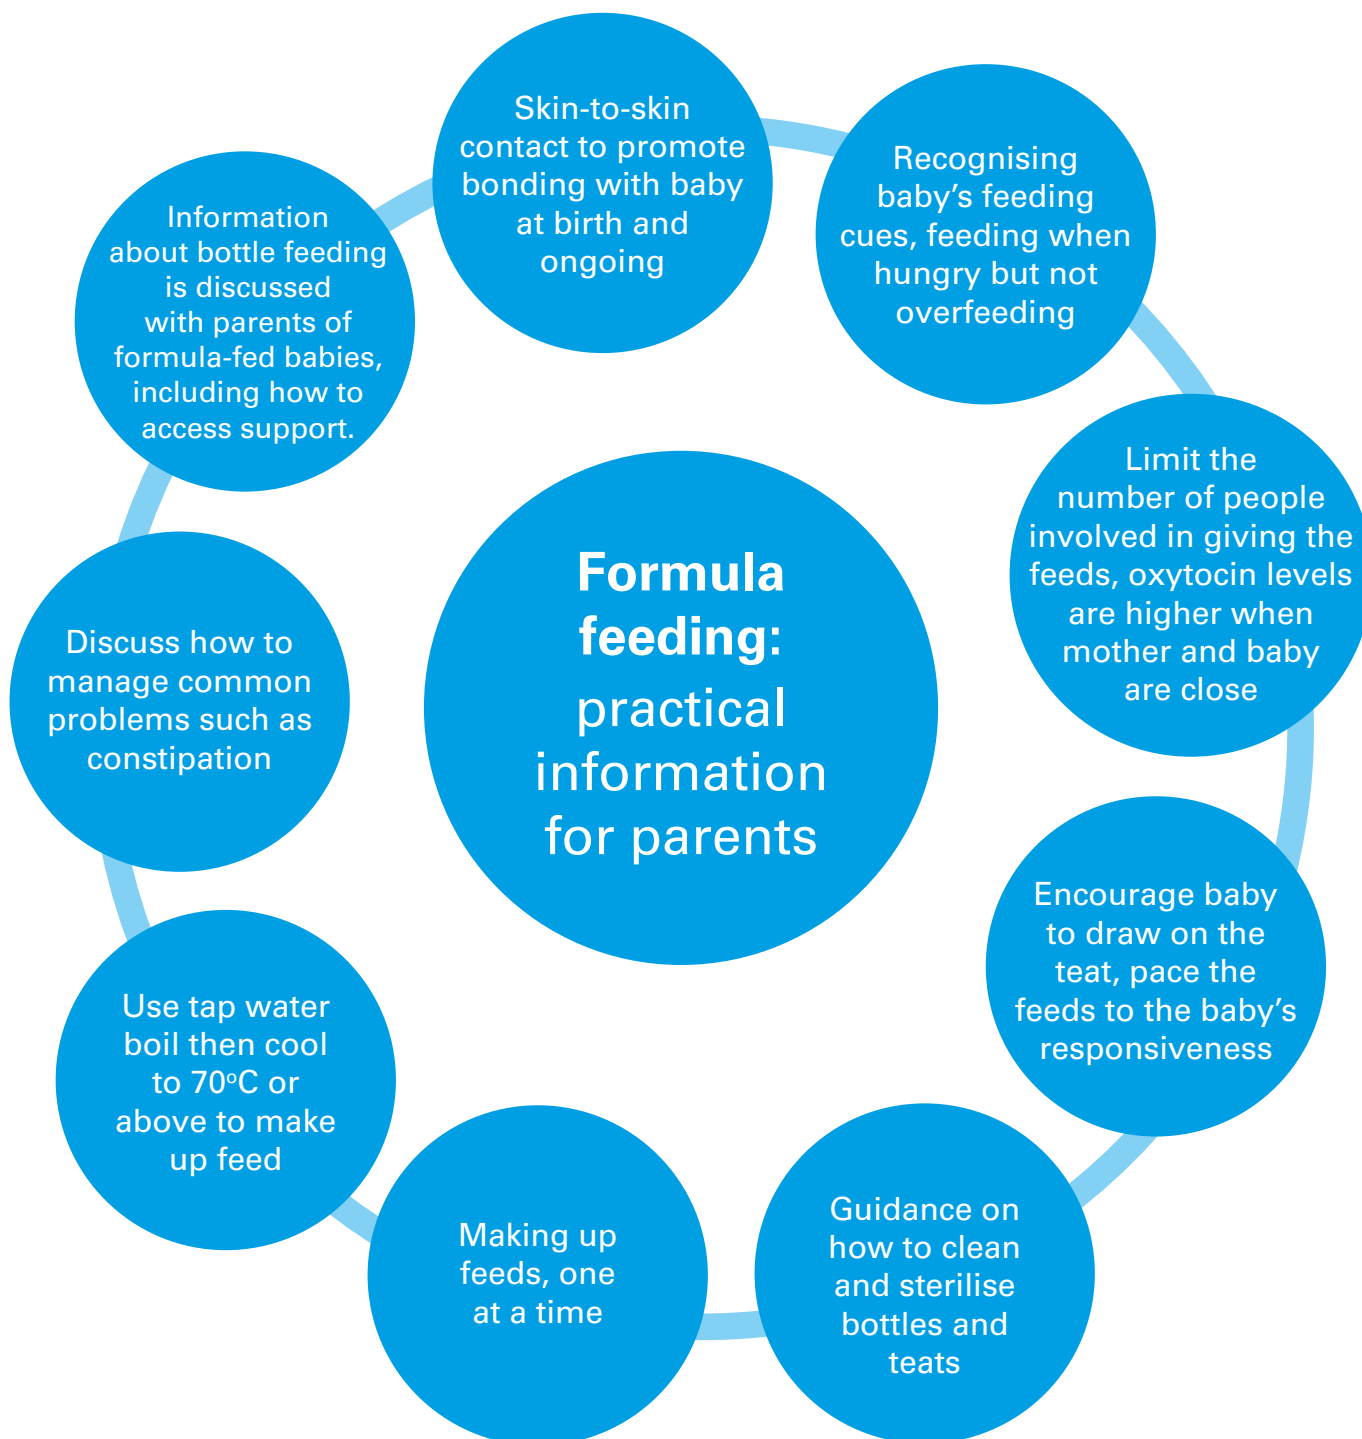 Skin-to-skin
contact to promote
bonding with baby
at birth and
ongoing
Recognising
baby’s feeding
cues, feeding when
hungry but not
overfeeding
Limit the
number of people
involved in giving the
feeds, oxytocin levels
are higher when
mother and baby
are close
Encourage baby
to draw on the
teat, pace the
feeds to the baby’s
responsiveness
Guidance on
how to clean
and sterilise
bottles and
teats
Making up
feeds, one
at a time
Use tap water
boil then cool
to 70ºC or
above to make
up feed
Discuss how to
manage common
problems such as
constipation
Information
about bottle feeding
is discussed
with parents of
formula-fed babies,
including how to
access support.
Formula
feeding:
practical
information
for parents